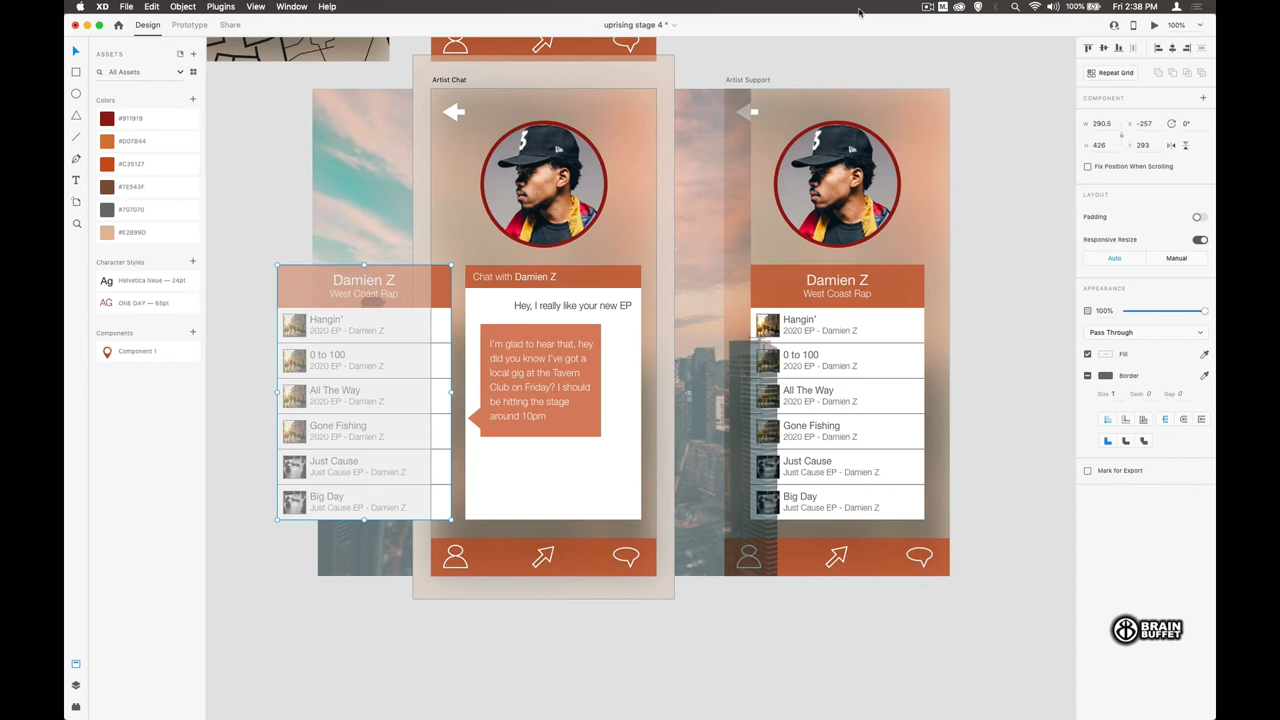 XD File Edit Object Plugins View Window Help
M.
100%
Fri 2:38 PM
Design Prototype Share
uprising stage 4 *
100%
ASSETS
All Assets
Colors
#911919
#D07B44
#C35127
#7E543F
#707070
#E2B99D
Character Styles
Ag Helvetica Neue — 24pt
AG ONE DAY — 65pt
Components
Component 1
Artist Chat
3
Damien Z
West Coast Rap
Hangin'
2020 EP - Damien Z
0 to 100
2020 EP - Damien Z
All The Way
2020 EP - Damien Z
Gone Fishing
2020 EP - Damien Z
Just Cause
Just Cause EP - Damien Z
Big Day
Just Cause EP - Damien Z
Chat with Damien Z
Hey, I really like your new EP
I'm glad to hear that, hey
did you know I've got a
local gig at the Tavern
Club on Friday? I should
be hitting the stage
around 10pm
Artist Support
3
Damien Z
West Coast Rap
Hangin'
2020 EP - Damien Z
0 to 100
2020 EP - Damien Z
All The Way
2020 EP - Damien Z
Gone Fishing
2020 EP - Damien Z
Just Cause
Just Cause EP - Damien Z
Big Day
Just Cause EP - Damien Z
Repeat Grid
COMPONENT
W 290.5 X -257 0°
H 426 Y 293
Fix Position When Scrolling
LAYOUT
Padding
Responsive Resize
Auto Manual
APPEARANCE
100%
Pass Through
Fill
Border
Size 1 Dash 0 Gap 0
Mark for Export
BRAIN
BUFFET